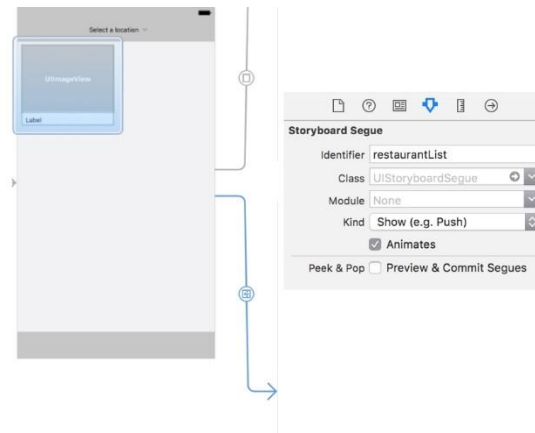 Select a location
UIImageView
Label
Storyboard Segue
Identifier restaurantList
Class UIStoryboardSegue
Module None
Kind Show (e.g. Push)
Animates
Peek & Pop Preview & Commit Segues